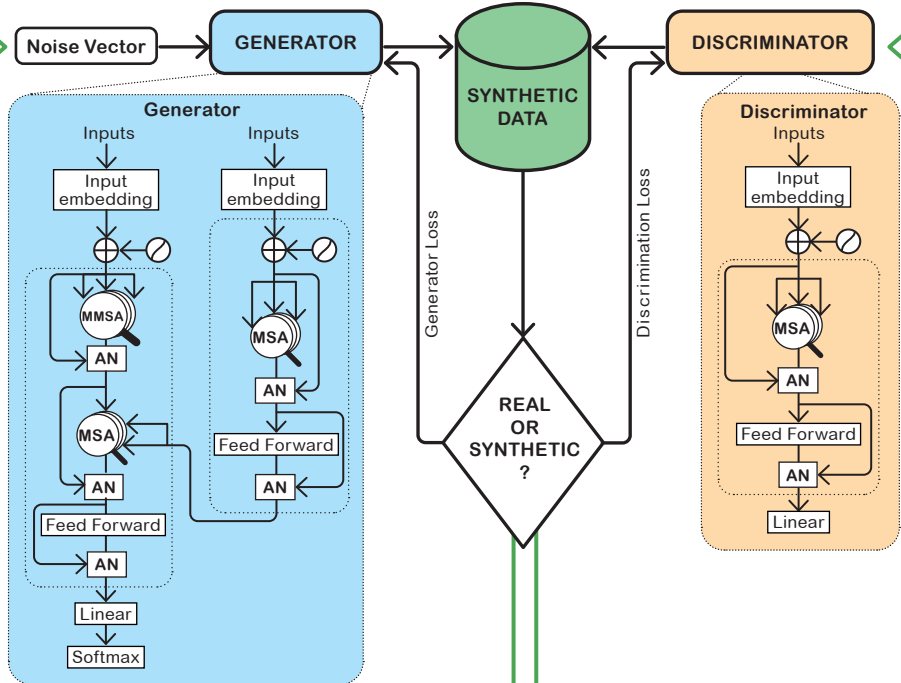 Noise Vector
GENERATOR
SYNTHETIC
DATA
DISCRIMINATOR
Generator
Inputs
Input
embedding
MMSA
AN
MSA
AN
Feed Forward
AN
Linear
Softmax
Inputs
Input
embedding
MSA
AN
Feed Forward
AN
Generator Loss
Discrimination Loss
REAL
OR
SYNTHETIC
?
Discriminator
Inputs
Input
embedding
MSA
AN
Feed Forward
AN
Linear